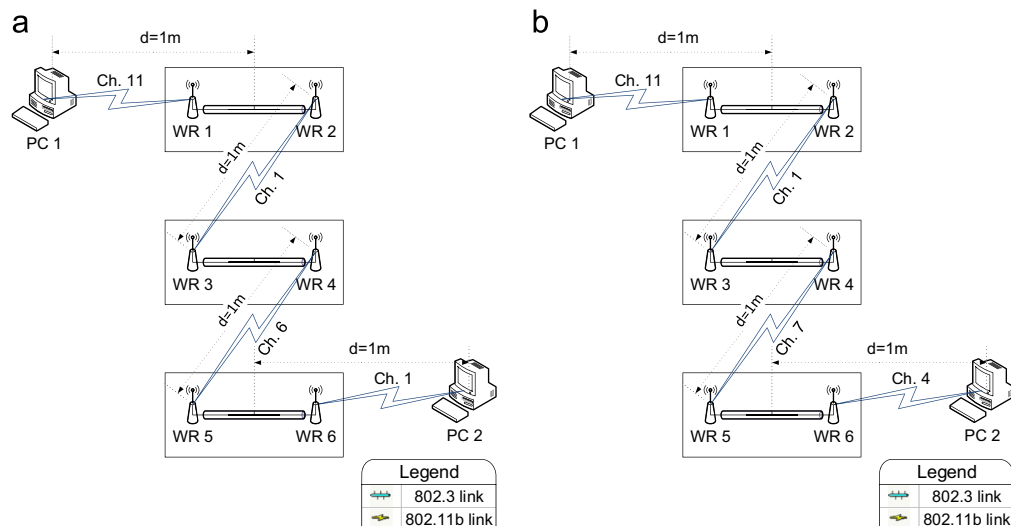 a
d=1m
Ch. 11
PC 1
WR 1
WR 2
d=1m
Ch. 1
WR 3
WR 4
d=1m
Ch. 6
d=1m
Ch. 1
WR 5
WR 6
PC 2
Legend
802.3 link
802.11b link
b
d=1m
Ch. 11
PC 1
WR 1
WR 2
d=1m
Ch. 1
WR 3
WR 4
d=1m
Ch. 7
d=1m
Ch. 4
WR 5
WR 6
PC 2
Legend
802.3 link
802.11b link